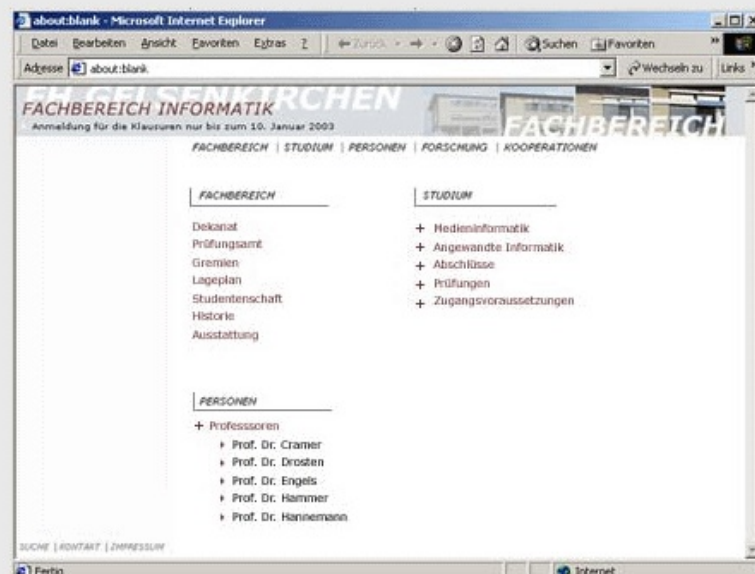 about:blank - Microsoft Internet Explorer
Datei Bearbeiten Ansicht Favoriten Extras ? Zurück Suchen Favoriten »
Adresse about:blank Wechseln zu Links »
FH GELSENKIRCHEN
FACHBEREICH INFORMATIK
FACHBEREICH
Anmeldung für die Klausuren nur bis zum 10. Januar 2003
FACHBEREICH | STUDIUM | PERSONEN | FORSCHUNG | KOOPERATIONEN
FACHBEREICH
Dekanat
Prüfungsamt
Gremien
Lageplan
Studentenschaft
Historie
Ausstattung
STUDIUM
+ Medieninformatik
+ Angewandte Informatik
+ Abschlüsse
+ Prüfungen
+ Zugangsvoraussetzungen
PERSONEN
+ Professsoren
Prof. Dr. Cramer
Prof. Dr. Drosten
Prof. Dr. Engels
Prof. Dr. Hammer
Prof. Dr. Hannemann
SUCHE | KONTAKT | IMPRESSUM
Fertig Internet